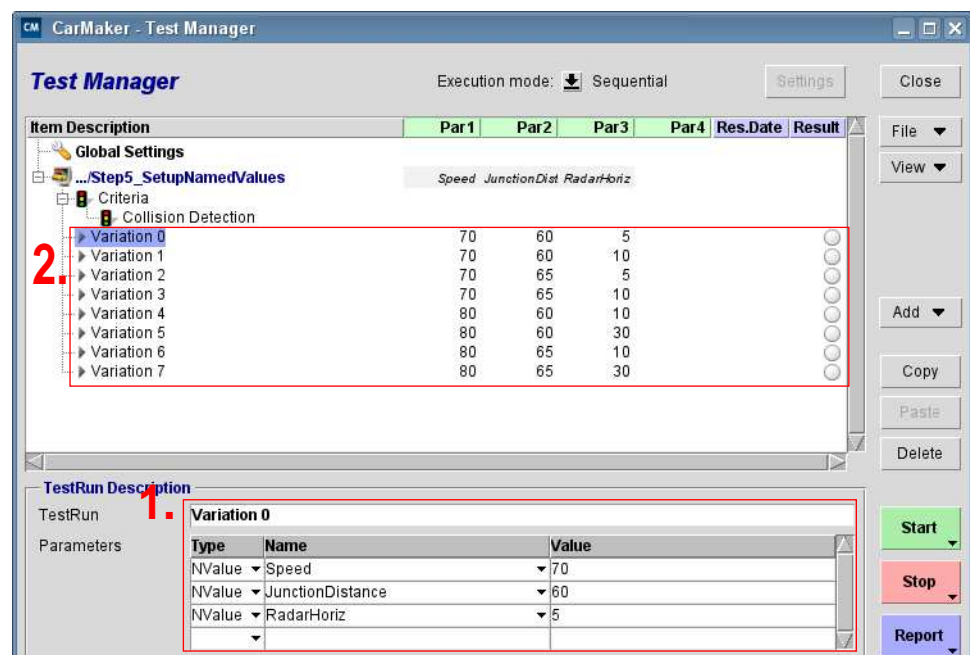 CM CarMaker - Test Manager
Test Manager Execution mode: Sequential Settings Close
Item Description Par1 Par2 Par3 Par4 Res.Date Result File
Global Settings
View
.../Step5_SetupNamedValues Speed JunctionDist RadarHoriz
Criteria
Collision Detection
2.
Variation 0 70 60 5
Variation 1 70 60 10
Variation 2 70 65 5
Variation 3 70 65 10
Variation 4 80 60 10
Add
Variation 5 80 60 30
Variation 6 80 65 10
Variation 7 80 65 30
Copy
Paste
Delete
TestRun Description
1.
TestRun Variation 0
Start
Parameters Type Name Value
NValue Speed 70
Stop
NValue JunctionDistance 60
NValue RadarHoriz 5
Report